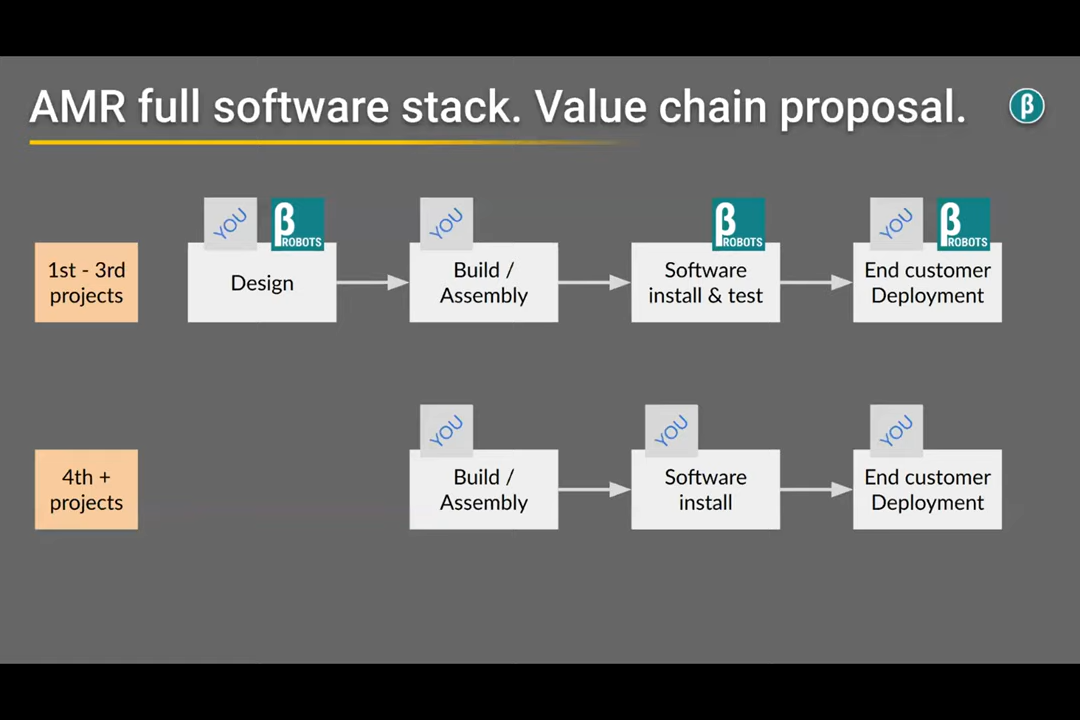 AMR full software stack. Value chain proposal.
β
YOU
β ROBOTS
YOU
β ROBOTS
YOU
β ROBOTS
1st - 3rd
projects
Design
Build /
Assembly
Software
install & test
End customer
Deployment
YOU
YOU
YOU
4th +
projects
Build /
Assembly
Software
install
End customer
Deployment